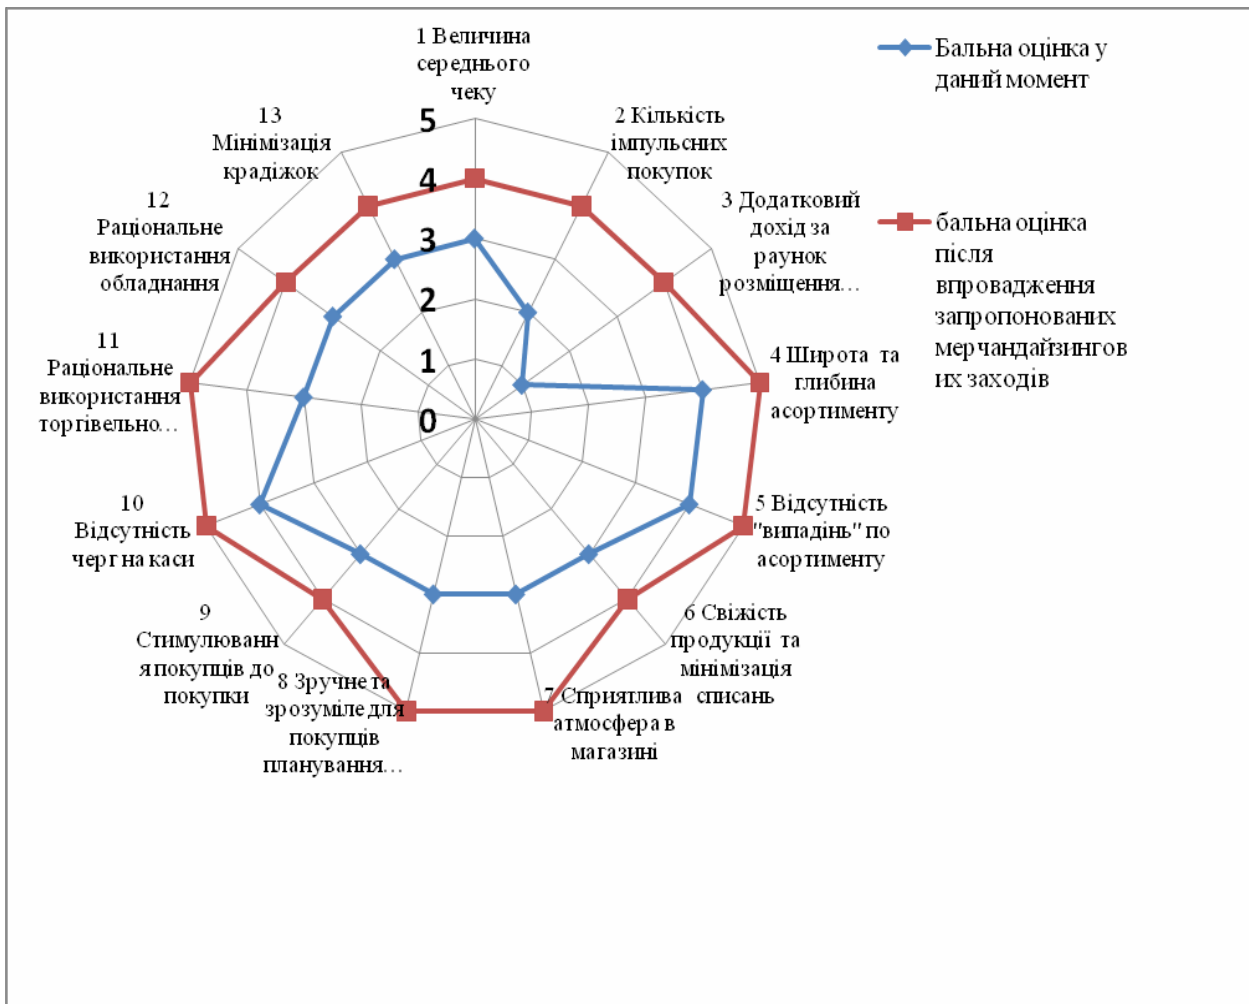 1 Величина
середнього
чеку
2 Кількість
імпульсних
покупок
3 Додатковий
дохід за
раунок
розміщення…
4 Широта та
глибина
асортименту
5 Відсутність
"випадінь" по
асортименту
6 Свіжість
продукції та
мінімізація
списань
7 Сприятлива
атмосфера в
магазині
8 Зручне та
зрозуміле для
покупців
планування…
9
Стимулюванн
я покупців до
покупки
10
Відсутність
черг на каси
11
Раціональне
використання
торгівельно…
12
Раціональне
використання
обладнання
13
Мінімізація
крадіжок
5
4
3
2
1
0
Бальна оцінка у
даний момент
бальна оцінка
після
впровадження
запропонованих
мерчандайзингов
их заходів